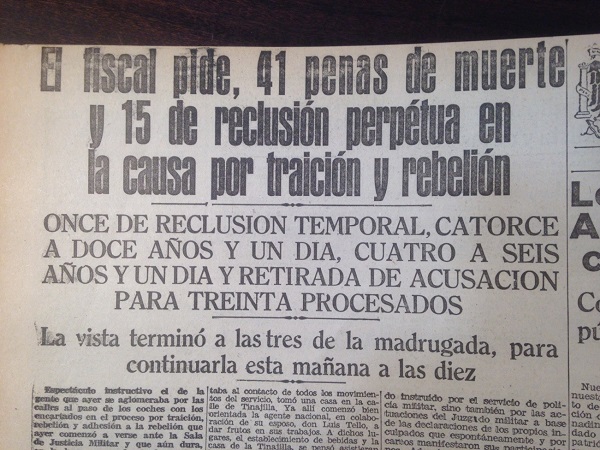 El fiscal pide, 41 penas de muerte
y 15 de reclusión perpétua en
la causa por traición y rebelión
ONCE DE RECLUSION TEMPORAL, CATORCE
A DOCE AÑOS Y UN DIA, CUATRO A SEIS
AÑOS Y UN DIA Y RETIRADA DE ACUSACION
PARA TREINTA PROCESADOS
La vista terminó a las tres de la madrugada, para
continuarla esta mañana a las diez
Espectáculo instructivo el de la
gente que ayer se aglomeraba por las
calles al paso de los coches con los
encartados en el proceso por traición,
rebelión y adhesión a la rebelión que
ayer comenzó a verse ante la Sala
de Justicia Militar y que aún dura,
taba al contacto de todos los movimien-
tos del servicio, tomó una casa en la ca-
lle de Tinajilla. Ya allí comenzó bien
orientada la agente nacional, en colabo-
ración de su esposo, don Luis Tello, a
dar frutos en sus trabajos. A dichos lu-
gares, el establecimiento de bebidas y la
casa de la Tinajilla, se pensó
do instruído por el servicio de poli-
cía militar, sino también por las ac-
tuaciones del Juzgado militar a base
de las declaraciones de los propios in-
culpados que espontáneamente y por
careos manifestaron su
L
A
c
Co
pú
Nue
nuest
de